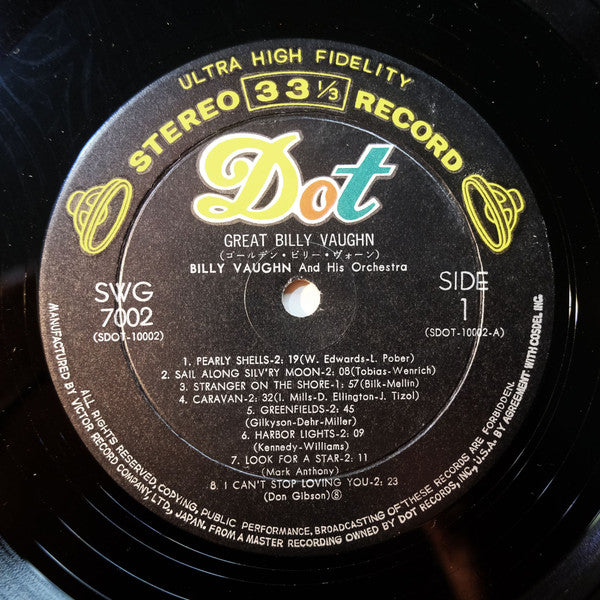 ULTRA HIGH FIDELITY
STEREO 33 1/3 RECORD
Dot
GREAT BILLY VAUGHN
(ゴールデン・ビリー・ヴォーン)
BILLY VAUGHN And His Orchestra
SWG
7002
(SDOT-10002)
SIDE
1
(SDOT-10002-A)
1. PEARLY SHELLS-2: 19(W. Edwards-L. Pober)
2. SAIL ALONG SILV'RY MOON-2: 08(Tobias-Wenrich)
3. STRANGER ON THE SHORE-1: 57(Bilk-Mellin)
4. CARAVAN-2: 32(I. Mills-D. Ellington-J. Tizol)
5. GREENFIELDS-2: 45
(Gilkyson-Dehr-Miller)
6. HARBOR LIGHTS-2: 09
(Kennedy-Williams)
7. LOOK FOR A STAR-2: 11
(Mark Anthony)
8. I CAN'T STOP LOVING YOU-2: 23
(Don Gibson)⑧
ALL RIGHTS RESERVED, COPYING, PUBLIC PERFORMANCE, BROADCASTING OF THESE RECORDS ARE FORBIDDEN.
MANUFACTURED BY VICTOR RECORD COMPANY, LTD., JAPAN. FROM A MASTER RECORDING OWNED BY DOT RECORDS, INC., U.S.A. BY AGREEMENT WITH COSDEL INC.